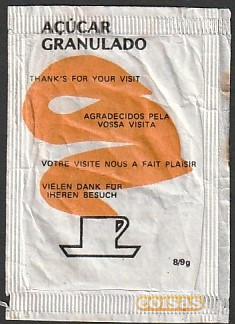 AÇÚCAR
GRANULADO
THANK'S FOR YOUR VISIT
AGRADECIDOS PELA
VOSSA VISITA
VOTRE VISITE NOUS A FAIT PLAISIR
VIELEN DANK FÜR
IHEREN BESUCH
8/9g
coisas